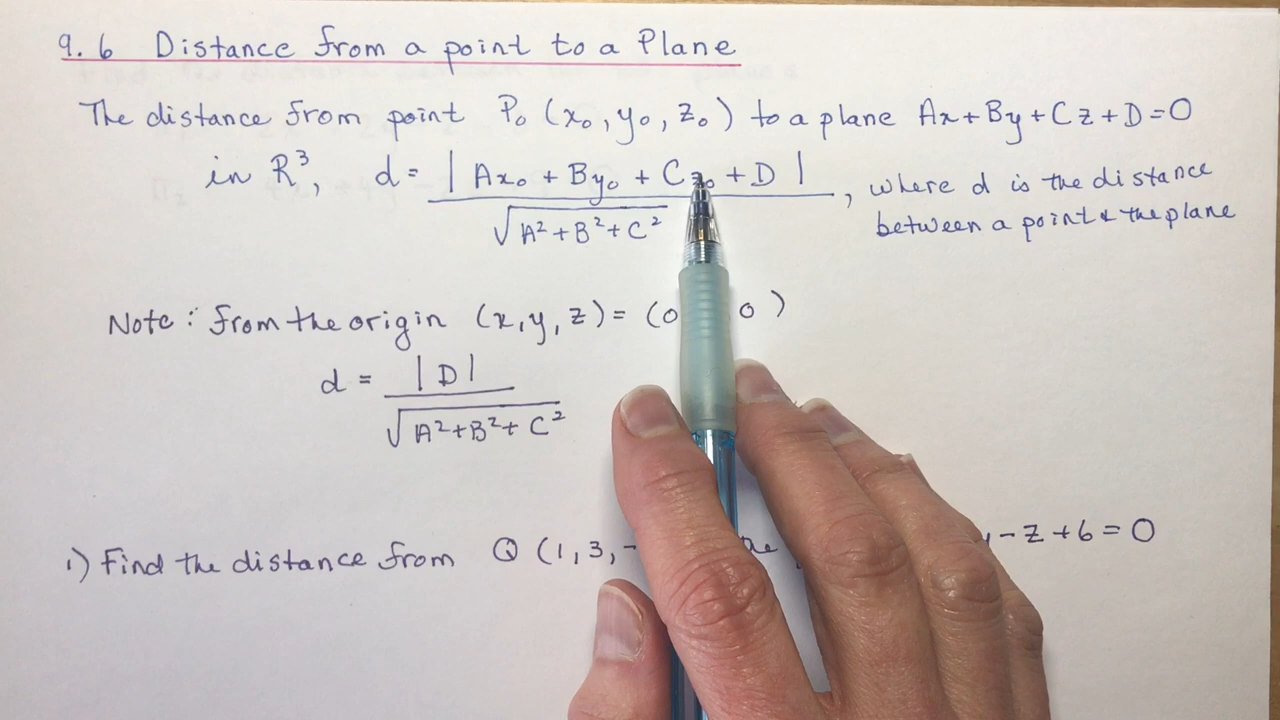 9.6 Distance from a point to a Plane
The distance from point P₀ (x₀, y₀, z₀) to a plane Ax+By+Cz+D=0
in R³, d = | Ax₀ + By₀ + Cz₀ + D | / √A²+B²+C² , where d is the distance
between a point & the plane
Note: from the origin (x, y, z) = (0 0 )
d = |D| / √A²+B²+C²
1) Find the distance from Q (1, 3, - the - z + 6 = 0